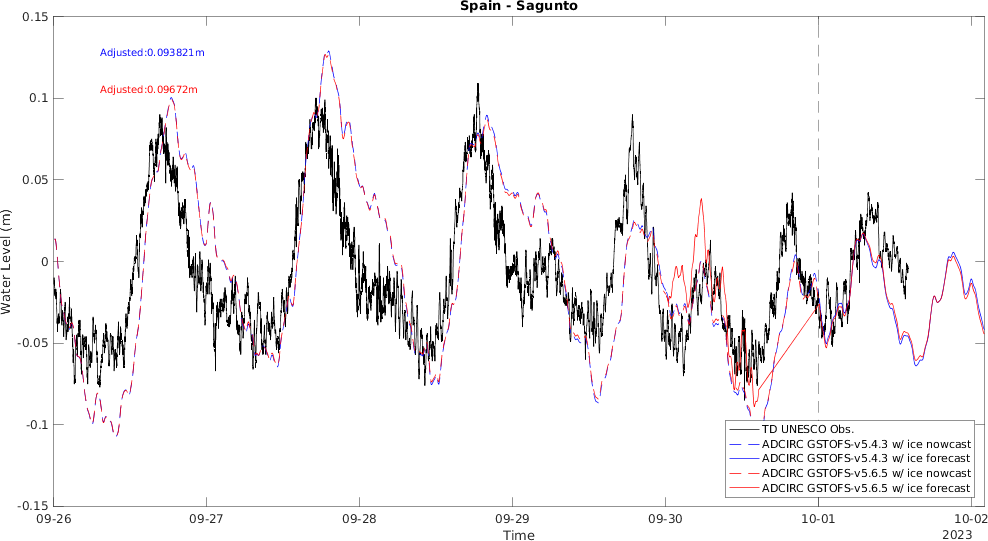 Spain - Sagunto
0.15
Adjusted:0.093821m
Adjusted:0.09672m
0.1
0.05
0
-0.05
-0.1
-0.15
Water Level (m)
TD UNESCO Obs.
ADCIRC GSTOFS-v5.4.3 w/ ice nowcast
ADCIRC GSTOFS-v5.4.3 w/ ice forecast
ADCIRC GSTOFS-v5.6.5 w/ ice nowcast
ADCIRC GSTOFS-v5.6.5 w/ ice forecast
09-26 09-27 09-28 09-29 09-30 10-01 10-02
Time
2023